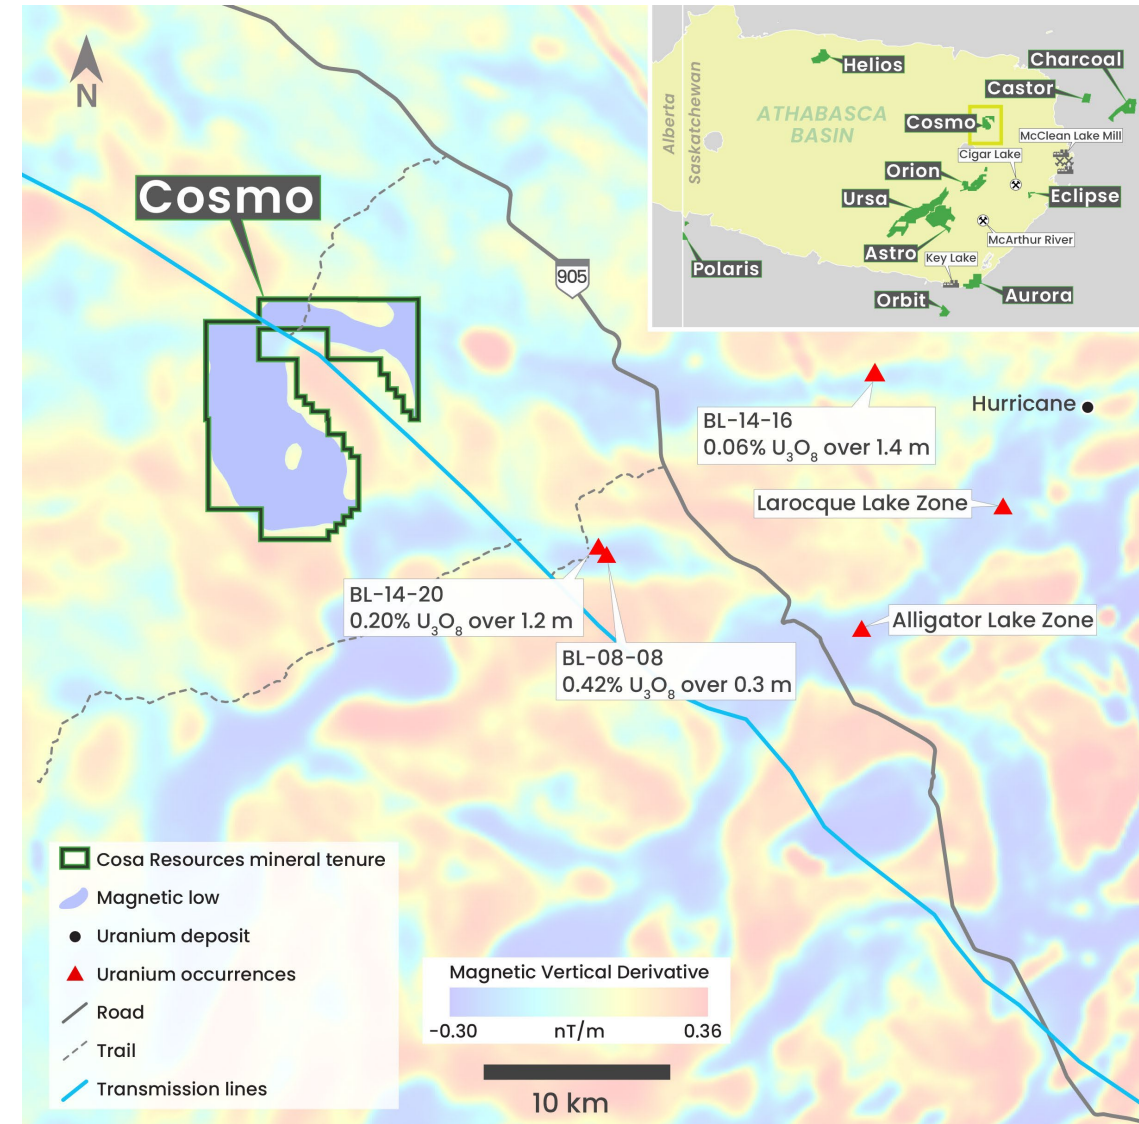 N
Cosmo
905
Alberta
Saskatchewan
ATHABASCA
BASIN
Helios
Charcoal
Castor
Cosmo
McClean Lake Mill
Cigar Lake
Orion
Ursa
Eclipse
McArthur River
Astro
Key Lake
Polaris
Aurora
Orbit
BL-14-16
0.06% U₃O₈ over 1.4 m
Hurricane
Larocque Lake Zone
BL-14-20
0.20% U₃O₈ over 1.2 m
Alligator Lake Zone
BL-08-08
0.42% U₃O₈ over 0.3 m
Cosa Resources mineral tenure
Magnetic low
Uranium deposit
Uranium occurrences
Road
Trail
Transmission lines
Magnetic Vertical Derivative
-0.30 nT/m 0.36
10 km